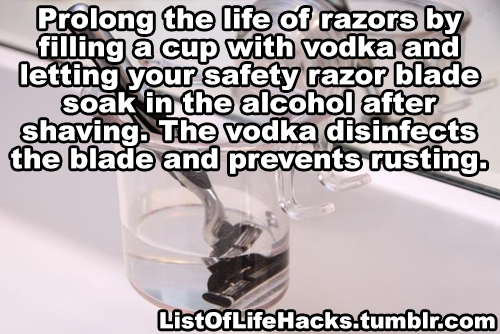 Prolong the life of razors by
filling a cup with vodka and
letting your safety razor blade
soak in the alcohol after
shaving. The vodka disinfects
the blade and prevents rusting.
ListOfLifeHacks.tumblr.com